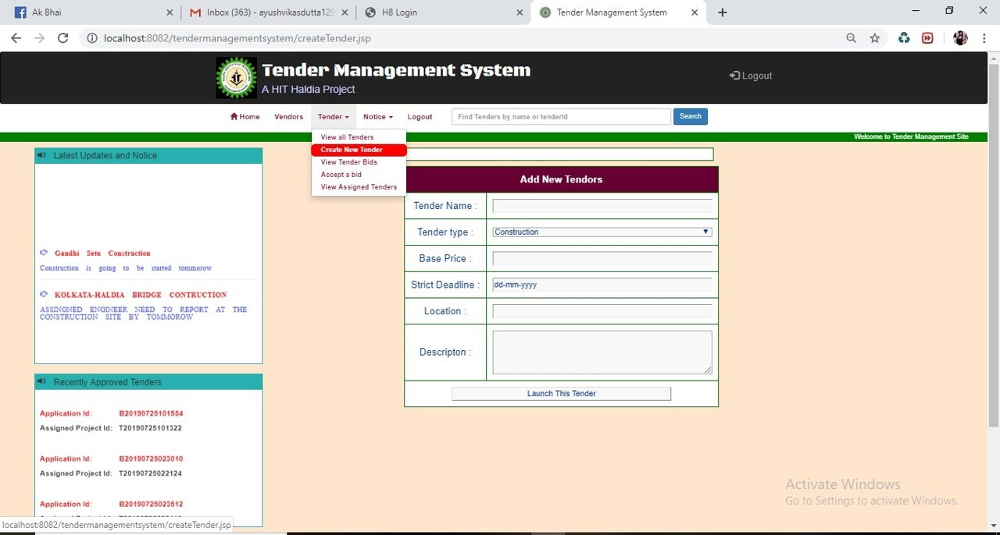 Ak Bhai
Inbox (363) - ayushvikasdutta129
H8 Login
Tender Management System
localhost:8082/tendermanagementsystem/createTender.jsp
Tender Management System
A HIT Haldia Project
Logout
Home Vendors Tender Notice Logout Find Tenders by name or tenderId Search
View all Tenders
Create New Tender
View Tender Bids
Accept a bid
View Assigned Tenders
Welcome to Tender Management Site
Latest Updates and Notice
Gandhi Setu Construction
Construction is going to be started tommorow
KOLKATA-HALDIA BRIDGE CONTRUCTION
ASSINGNED ENGINEER NEED TO REPORT AT THE
CONSTRUCTION SITE BY TOMMOROW
Recently Approved Tenders
Application Id: B20190725101554
Assigned Project Id: T20190725101322
Application Id: B20190725023010
Assigned Project Id: T20190725022124
Application Id: B20190725023512
Add New Tendors
Tender Name :
Tender type : Construction
Base Price :
Strict Deadline : dd-mm-yyyy
Location :
Descripton :
Launch This Tender
Activate Windows
Go to Settings to activate Windows.
localhost:8082/tendermanagementsystem/createTender.jsp